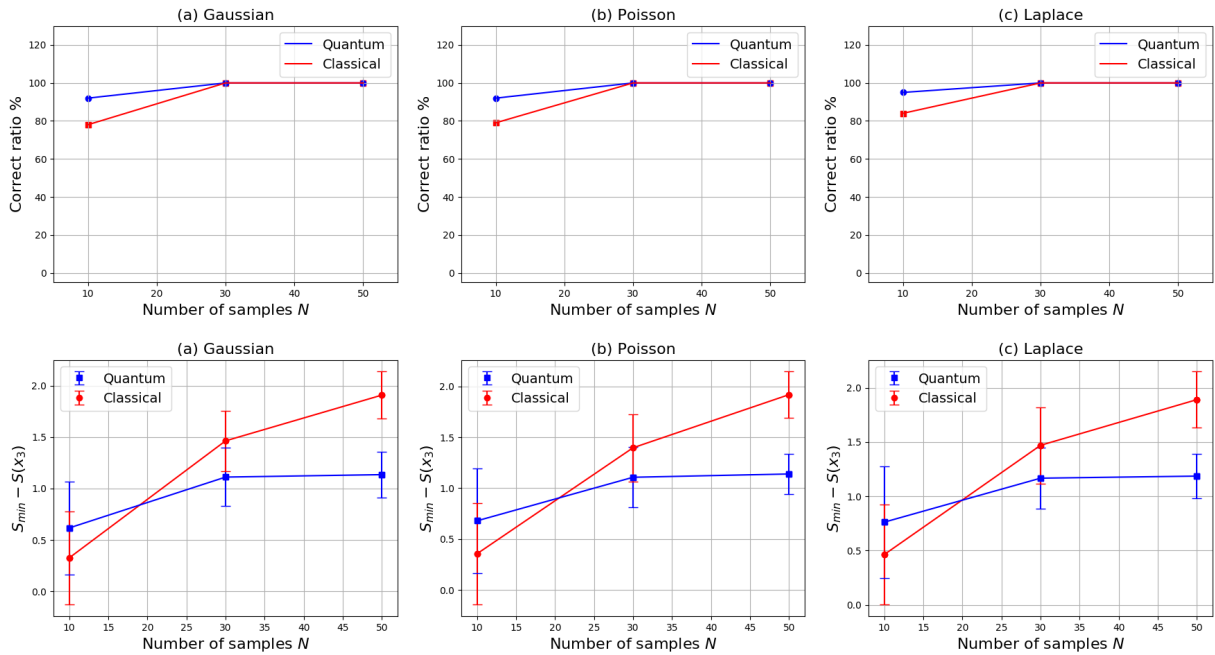 (a) Gaussian
120
100
80
60
40
20
0
Correct ratio %
10 20 30 40 50
Number of samples N
Quantum
Classical
(b) Poisson
120
100
80
60
40
20
0
Correct ratio %
10 20 30 40 50
Number of samples N
Quantum
Classical
(c) Laplace
120
100
80
60
40
20
0
Correct ratio %
10 20 30 40 50
Number of samples N
Quantum
Classical
(a) Gaussian
2.0
1.5
1.0
0.5
0.0
S_min − S(x_3)
10 15 20 25 30 35 40 45 50
Number of samples N
Quantum
Classical
(b) Poisson
2.0
1.5
1.0
0.5
0.0
S_min − S(x_3)
10 15 20 25 30 35 40 45 50
Number of samples N
Quantum
Classical
(c) Laplace
2.0
1.5
1.0
0.5
0.0
S_min − S(x_3)
10 15 20 25 30 35 40 45 50
Number of samples N
Quantum
Classical